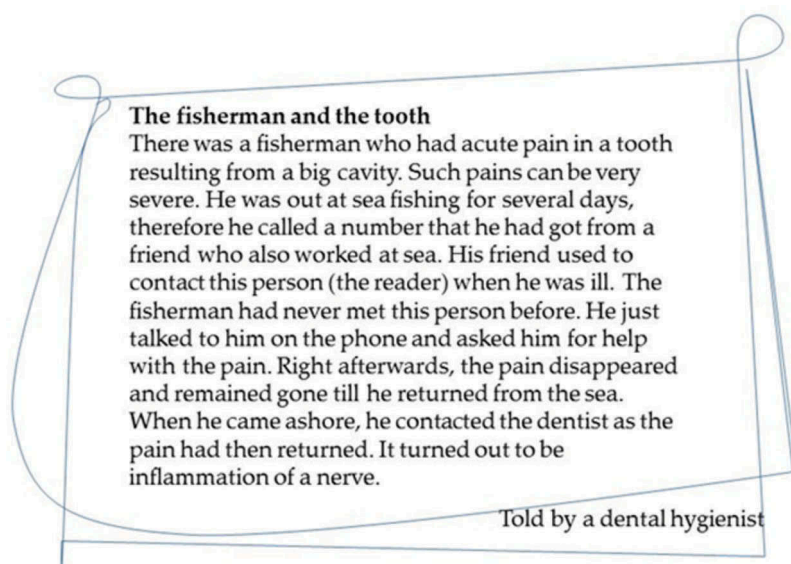 The fisherman and the tooth
There was a fisherman who had acute pain in a tooth
resulting from a big cavity. Such pains can be very
severe. He was out at sea fishing for several days,
therefore he called a number that he had got from a
friend who also worked at sea. His friend used to
contact this person (the reader) when he was ill. The
fisherman had never met this person before. He just
talked to him on the phone and asked him for help
with the pain. Right afterwards, the pain disappeared
and remained gone till he returned from the sea.
When he came ashore, he contacted the dentist as the
pain had then returned. It turned out to be
inflammation of a nerve.
Told by a dental hygienist